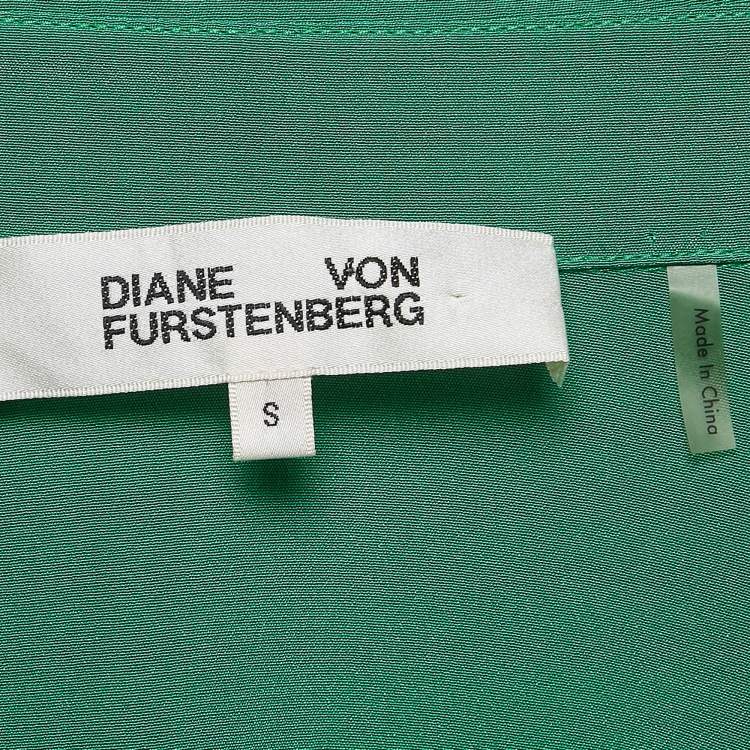 DIANE VON
FURSTENBERG
S
Made In China